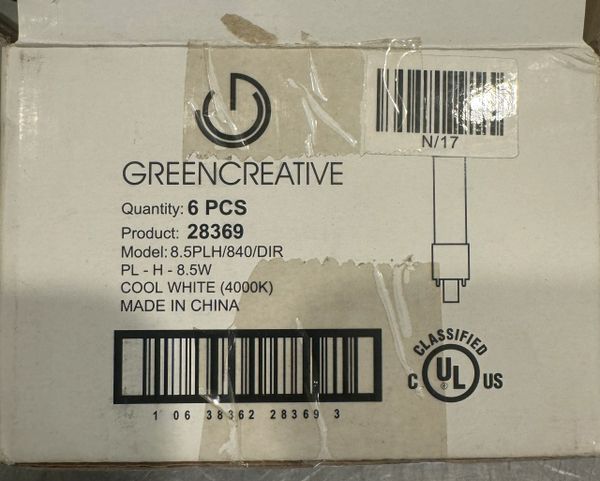 N/17
GREENCREATIVE
Quantity: 6 PCS
Product: 28369
Model: 8.5PLH/840/DIR
PL - H - 8.5W
COOL WHITE (4000K)
MADE IN CHINA
CLASSIFIED
C UL US
®
1 06 38362 28369 3